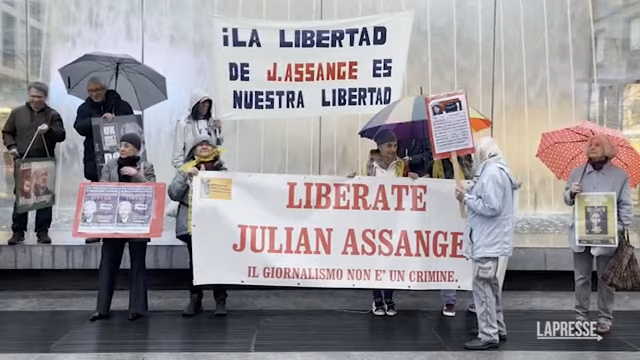 ¡LA LIBERTAD
DE J.ASSANGE ES
NUESTRA LIBERTAD
LIBERATE
JULIAN ASSANGE
IL GIORNALISMO NON E' UN CRIMINE.
LAPRESSE